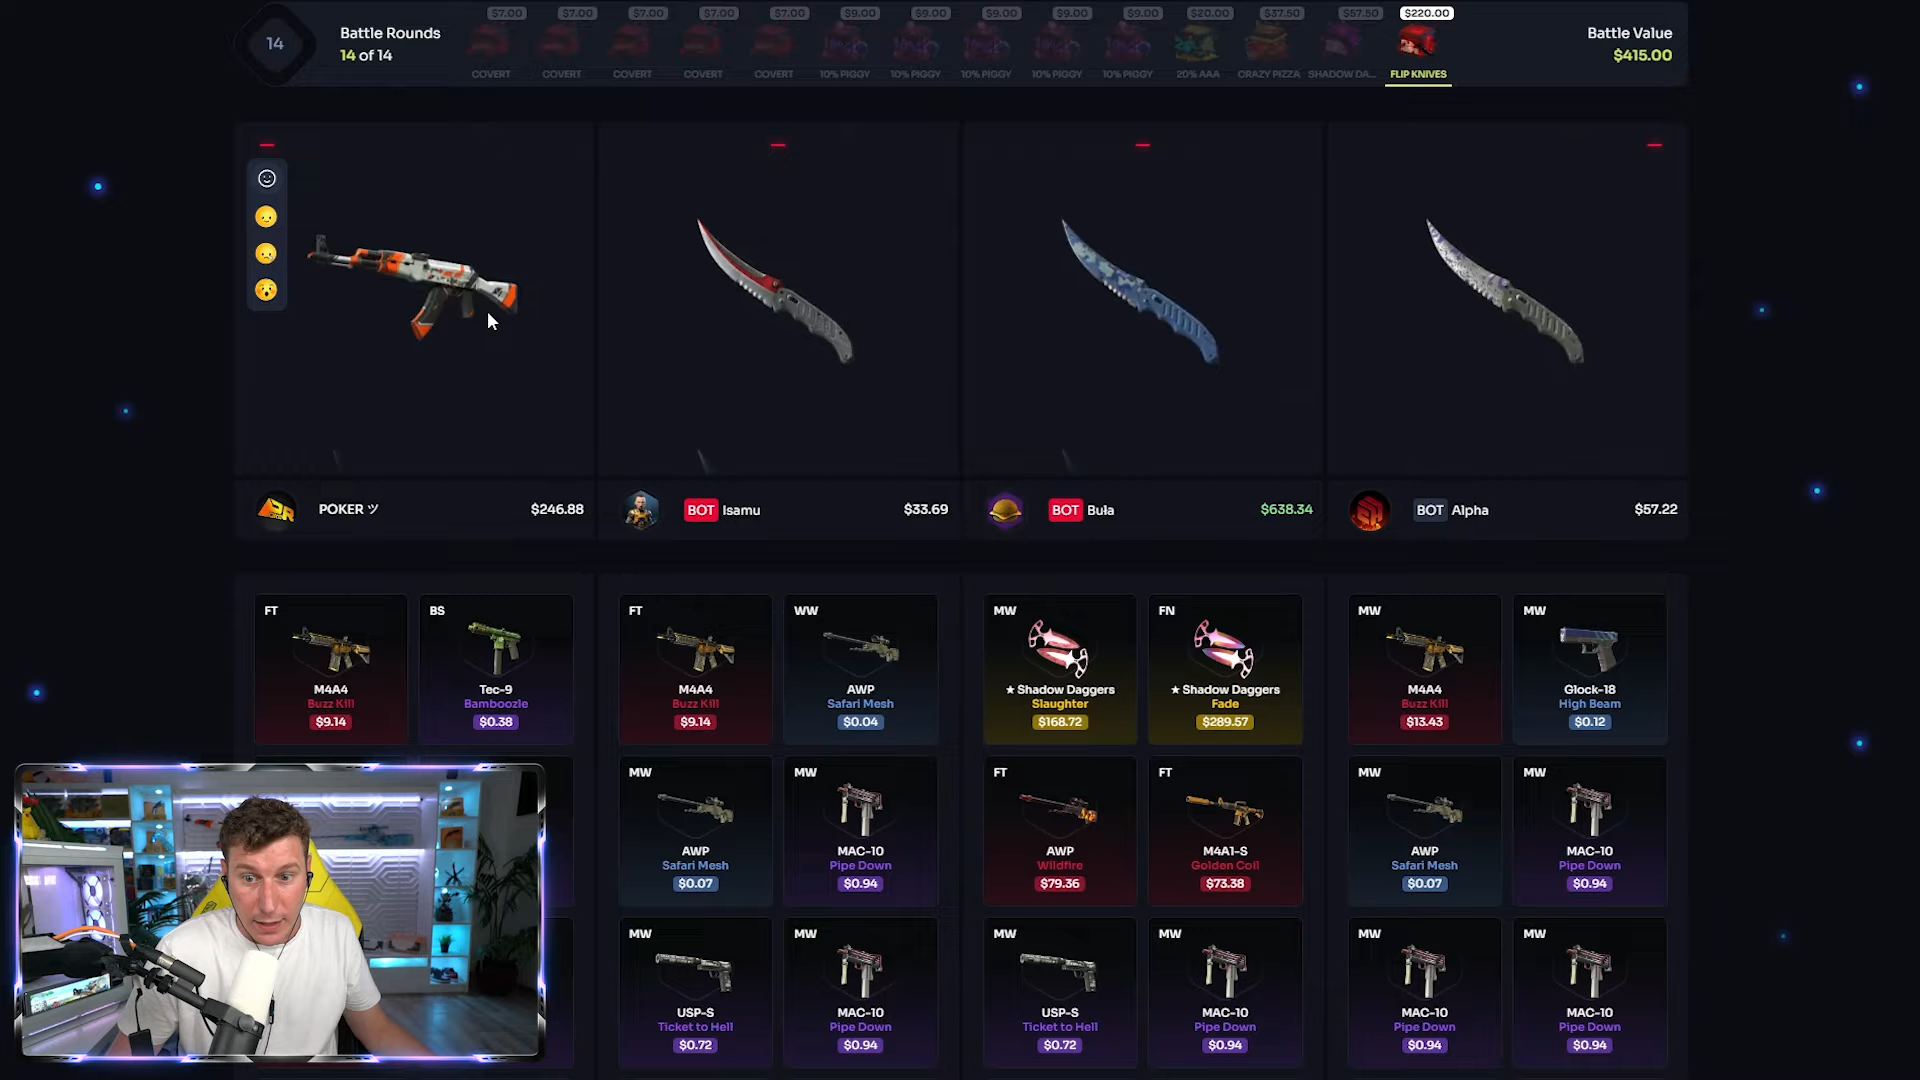 14
Battle Rounds
14 of 14
$7.00
$7.00
$7.00
$7.00
$7.00
$9.00
$9.00
$9.00
$9.00
$9.00
$20.00
$37.50
$57.50
$220.00
COVERT
COVERT
COVERT
COVERT
COVERT
10% PIGGY
10% PIGGY
10% PIGGY
10% PIGGY
10% PIGGY
20% AAA
CRAZY PIZZA
SHADOW DA...
FLIP KNIVES
Battle Value
$415.00
POKER ツ
$246.88
BOT Isamu
$33.69
BOT Buła
$638.34
BOT Alpha
$57.22
FT
M4A4
Buzz Kill
$9.14
BS
Tec-9
Bamboozle
$0.38
FT
M4A4
Buzz Kill
$9.14
WW
AWP
Safari Mesh
$0.04
MW
★ Shadow Daggers
Slaughter
$168.72
FN
★ Shadow Daggers
Fade
$289.57
MW
M4A4
Buzz Kill
$13.43
MW
Glock-18
High Beam
$0.12
MW
AWP
Safari Mesh
$0.07
MW
MAC-10
Pipe Down
$0.94
FT
AWP
Wildfire
$79.36
FT
M4A1-S
Golden Coil
$73.38
MW
AWP
Safari Mesh
$0.07
MW
MAC-10
Pipe Down
$0.94
MW
USP-S
Ticket to Hell
$0.72
MW
MAC-10
Pipe Down
$0.94
MW
USP-S
Ticket to Hell
$0.72
MW
MAC-10
Pipe Down
$0.94
MW
MAC-10
Pipe Down
$0.94
MW
MAC-10
Pipe Down
$0.94